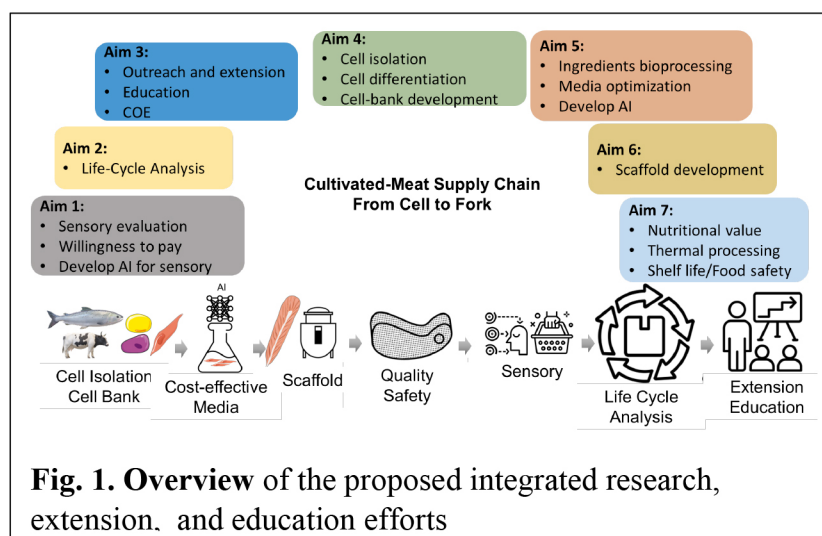 Aim 3:
• Outreach and extension
• Education
• COE
Aim 4:
• Cell isolation
• Cell differentiation
• Cell-bank development
Aim 5:
• Ingredients bioprocessing
• Media optimization
• Develop AI
Aim 2:
• Life-Cycle Analysis
Aim 6:
• Scaffold development
Cultivated-Meat Supply Chain
From Cell to Fork
Aim 1:
• Sensory evaluation
• Willingness to pay
• Develop AI for sensory
Aim 7:
• Nutritional value
• Thermal processing
• Shelf life/Food safety
AI
Cell Isolation
Cell Bank
Cost-effective
Media
Scaffold
Quality
Safety
Sensory
Life Cycle
Analysis
Extension
Education
Fig. 1. Overview of the proposed integrated research,
extension, and education efforts